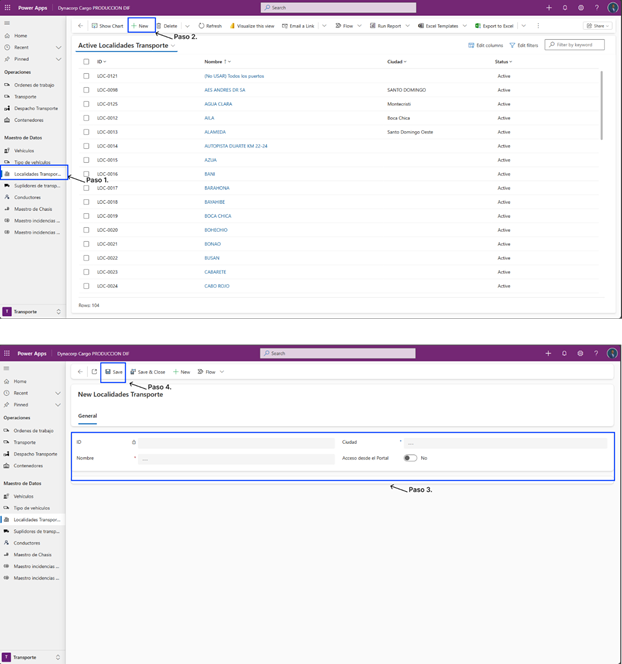 Power Apps Dynacorp Cargo PRODUCCION DIF Search
Show Chart New Delete Refresh Visualize this view Email a Link Flow Run Report Excel Templates Export to Excel Share
Paso 2.
Home
Recent
Pinned
Operaciones
Ordenes de trabajo
Transporte
Despacho Transporte
Contenedores
Maestro de Datos
Vehículos
Tipo de vehículos
Localidades Transpor...
Paso 1.
Suplidores de transp...
Conductores
Maestro de Chasis
Maestro incidencias ...
Maestro incidencias ...
T Transporte
Active Localidades Transporte
Edit columns Edit filters Filter by keyword
ID Nombre Ciudad Status
LOC-0121 (No USAR) Todos los puertos Active
LOC-0098 AES ANDRES DE SA SANTO DOMINGO Active
LOC-0125 AGUA CLARA Montecristi Active
LOC-0012 AILA Boca Chica Active
LOC-0013 ALAMEDA Santo Domingo Oeste Active
LOC-0014 AUTOPISTA DUARTE KM 22-24 Active
LOC-0015 AZUA Active
LOC-0016 BANI Active
LOC-0017 BARAHONA Active
LOC-0018 BAYAHIBE Active
LOC-0019 BOCA CHICA Active
LOC-0020 BOHECHIO Active
LOC-0021 BONAO Active
LOC-0022 BUSAN Active
LOC-0023 CABARETE Active
LOC-0024 CABO ROJO Active
Rows: 104
Power Apps Dynacorp Cargo PRODUCCION DIF Search
Save Save & Close New Flow
Paso 4.
Home
Recent
Pinned
Operaciones
Ordenes de trabajo
Transporte
Despacho Transporte
Contenedores
Maestro de Datos
Vehículos
Tipo de vehículos
Localidades Transpor...
Suplidores de transp...
Conductores
Maestro de Chasis
Maestro incidencias ...
Maestro incidencias ...
T Transporte
New Localidades Transporte
General
ID Ciudad * ---
Nombre * --- Acceso desde el Portal No
Paso 3.